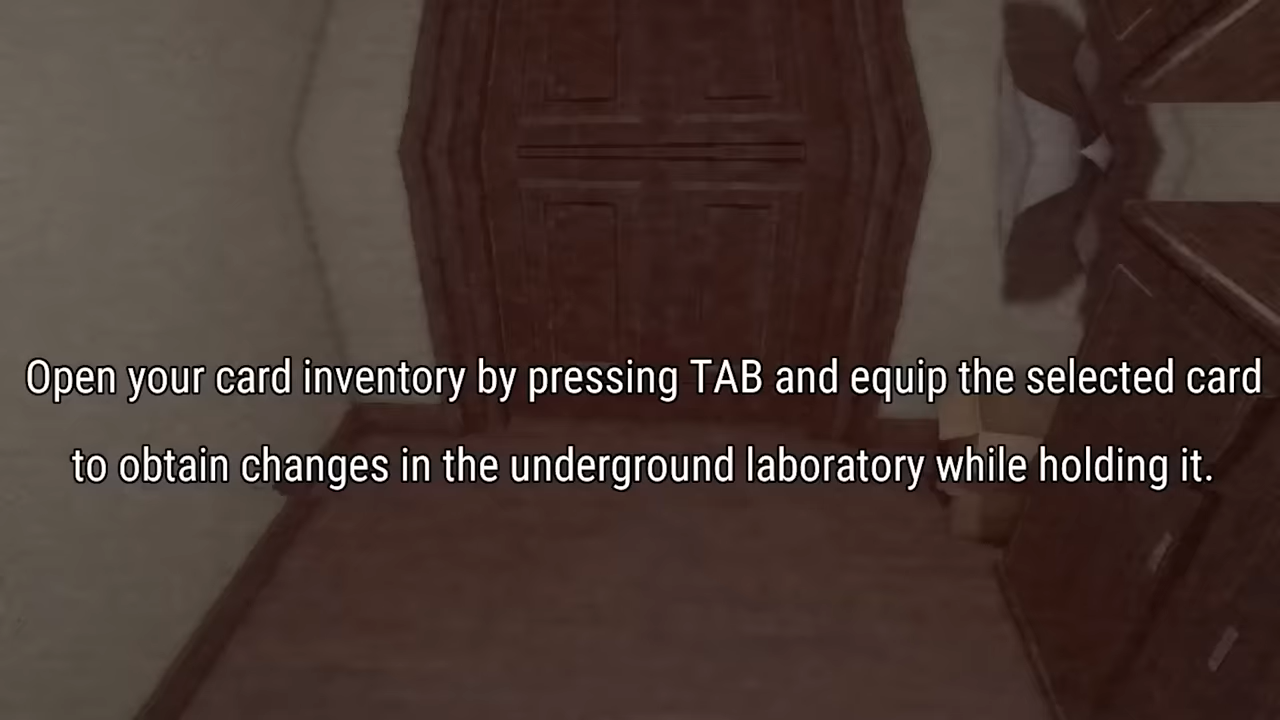 Open your card inventory by pressing TAB and equip the selected card
to obtain changes in the underground laboratory while holding it.